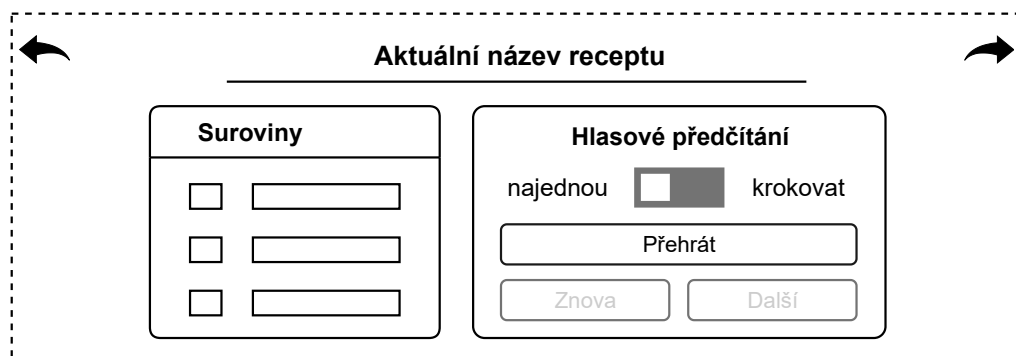 Aktuální název receptu
Suroviny
Hlasové předčítání
najednou krokovat
Přehrát
Znova Další